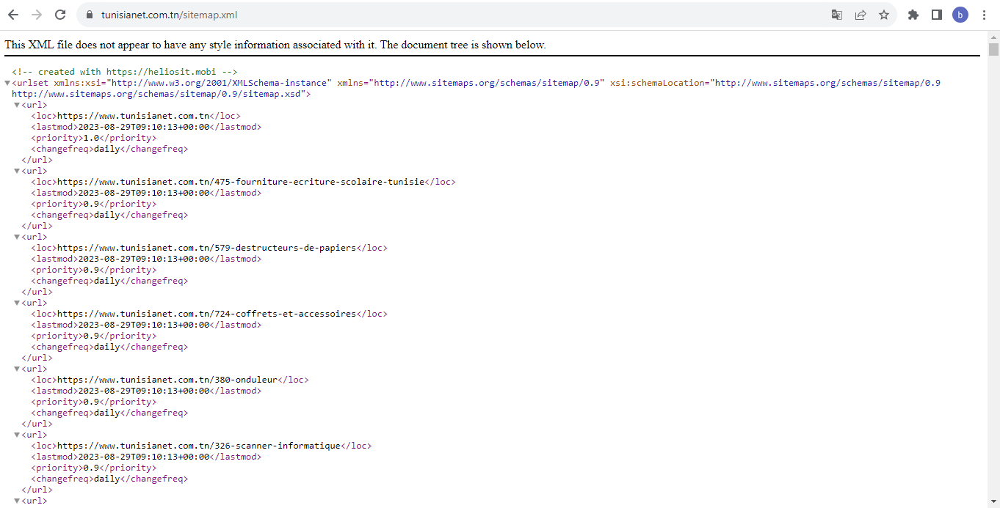 tunisianet.com.tn/sitemap.xml
b
This XML file does not appear to have any style information associated with it. The document tree is shown below.
<!-- created with https://heliosit.mobi -->
<urlset xmlns:xsi="http://www.w3.org/2001/XMLSchema-instance" xmlns="http://www.sitemaps.org/schemas/sitemap/0.9" xsi:schemaLocation="http://www.sitemaps.org/schemas/sitemap/0.9
http://www.sitemaps.org/schemas/sitemap/0.9/sitemap.xsd">
<url>
<loc>https://www.tunisianet.com.tn</loc>
<lastmod>2023-08-29T09:10:13+00:00</lastmod>
<priority>1.0</priority>
<changefreq>daily</changefreq>
</url>
<url>
<loc>https://www.tunisianet.com.tn/475-fourniture-ecriture-scolaire-tunisie</loc>
<lastmod>2023-08-29T09:10:13+00:00</lastmod>
<priority>0.9</priority>
<changefreq>daily</changefreq>
</url>
<url>
<loc>https://www.tunisianet.com.tn/579-destructeurs-de-papiers</loc>
<lastmod>2023-08-29T09:10:13+00:00</lastmod>
<priority>0.9</priority>
<changefreq>daily</changefreq>
</url>
<url>
<loc>https://www.tunisianet.com.tn/724-coffrets-et-accessoires</loc>
<lastmod>2023-08-29T09:10:13+00:00</lastmod>
<priority>0.9</priority>
<changefreq>daily</changefreq>
</url>
<url>
<loc>https://www.tunisianet.com.tn/380-onduleur</loc>
<lastmod>2023-08-29T09:10:13+00:00</lastmod>
<priority>0.9</priority>
<changefreq>daily</changefreq>
</url>
<url>
<loc>https://www.tunisianet.com.tn/326-scanner-informatique</loc>
<lastmod>2023-08-29T09:10:13+00:00</lastmod>
<priority>0.9</priority>
<changefreq>daily</changefreq>
</url>
<url>